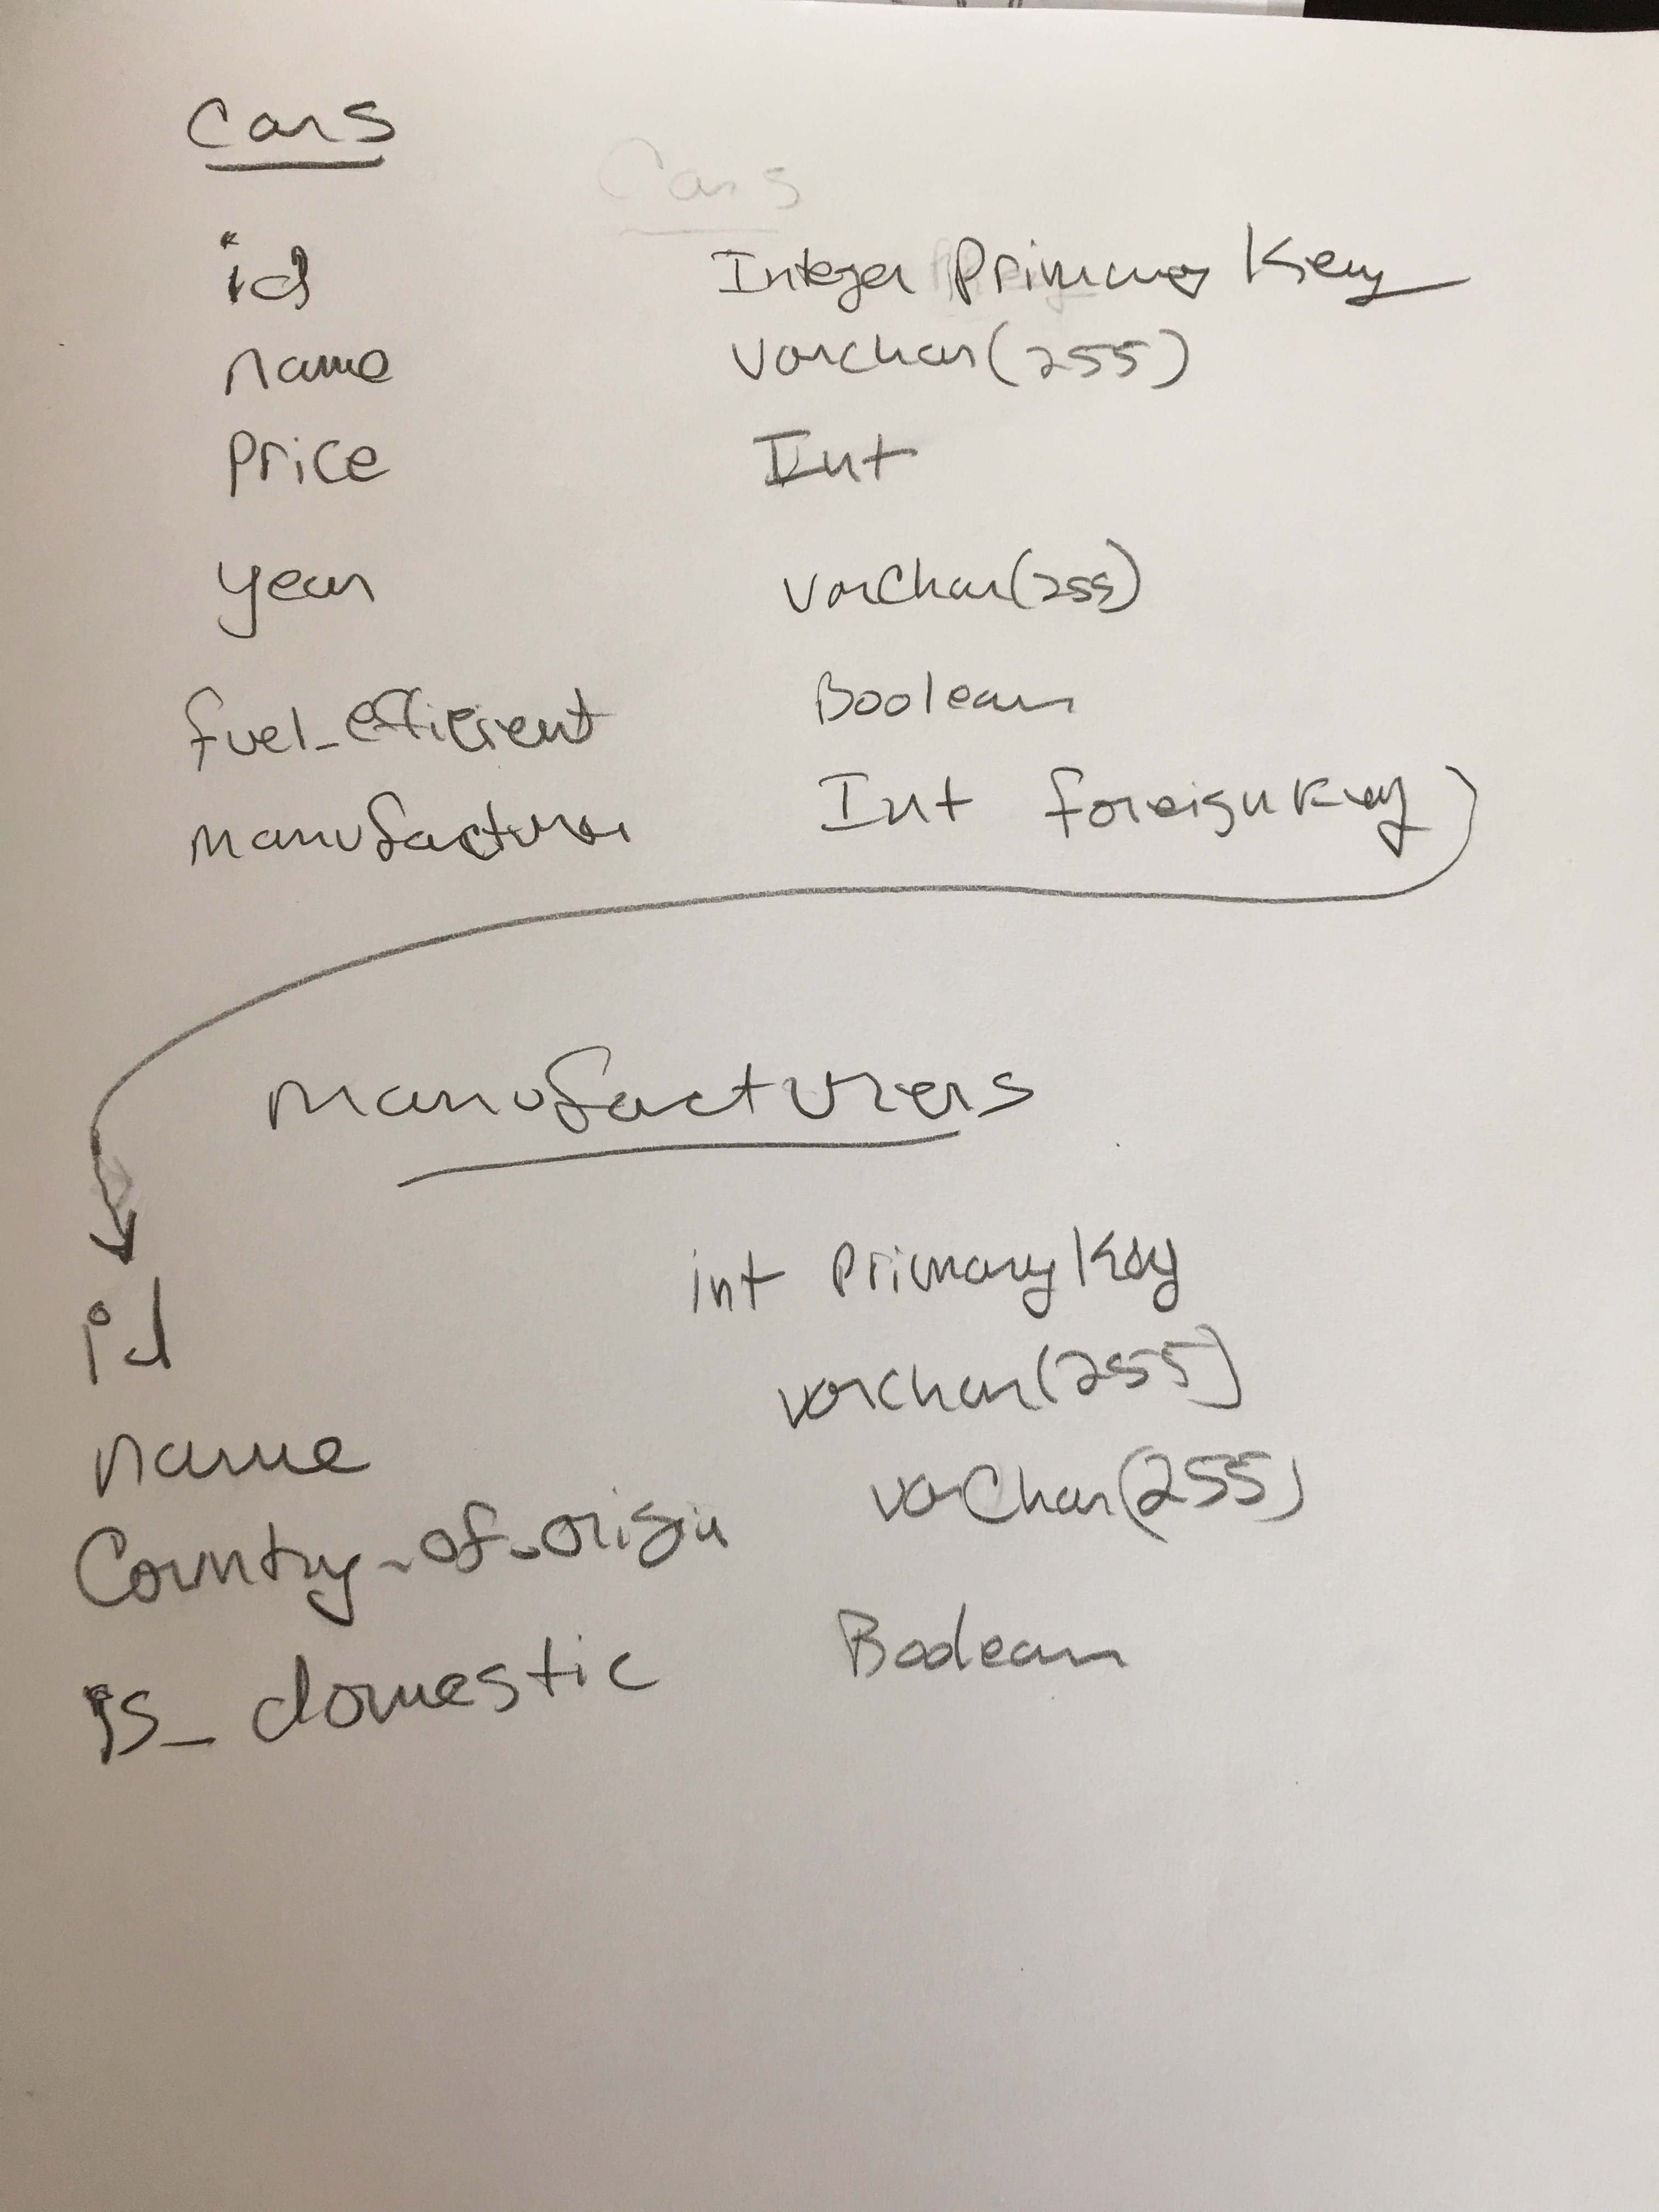 Cars
Cars
id Integer Primary Key
name varchar(255)
Price Int
year varChar(255)
fuel_efficient Boolean
manufacturer Int foreign Key
manufacturers
id int Primary Key
name varchar(255)
Country_of_origin varChar(255)
is_domestic Boolean